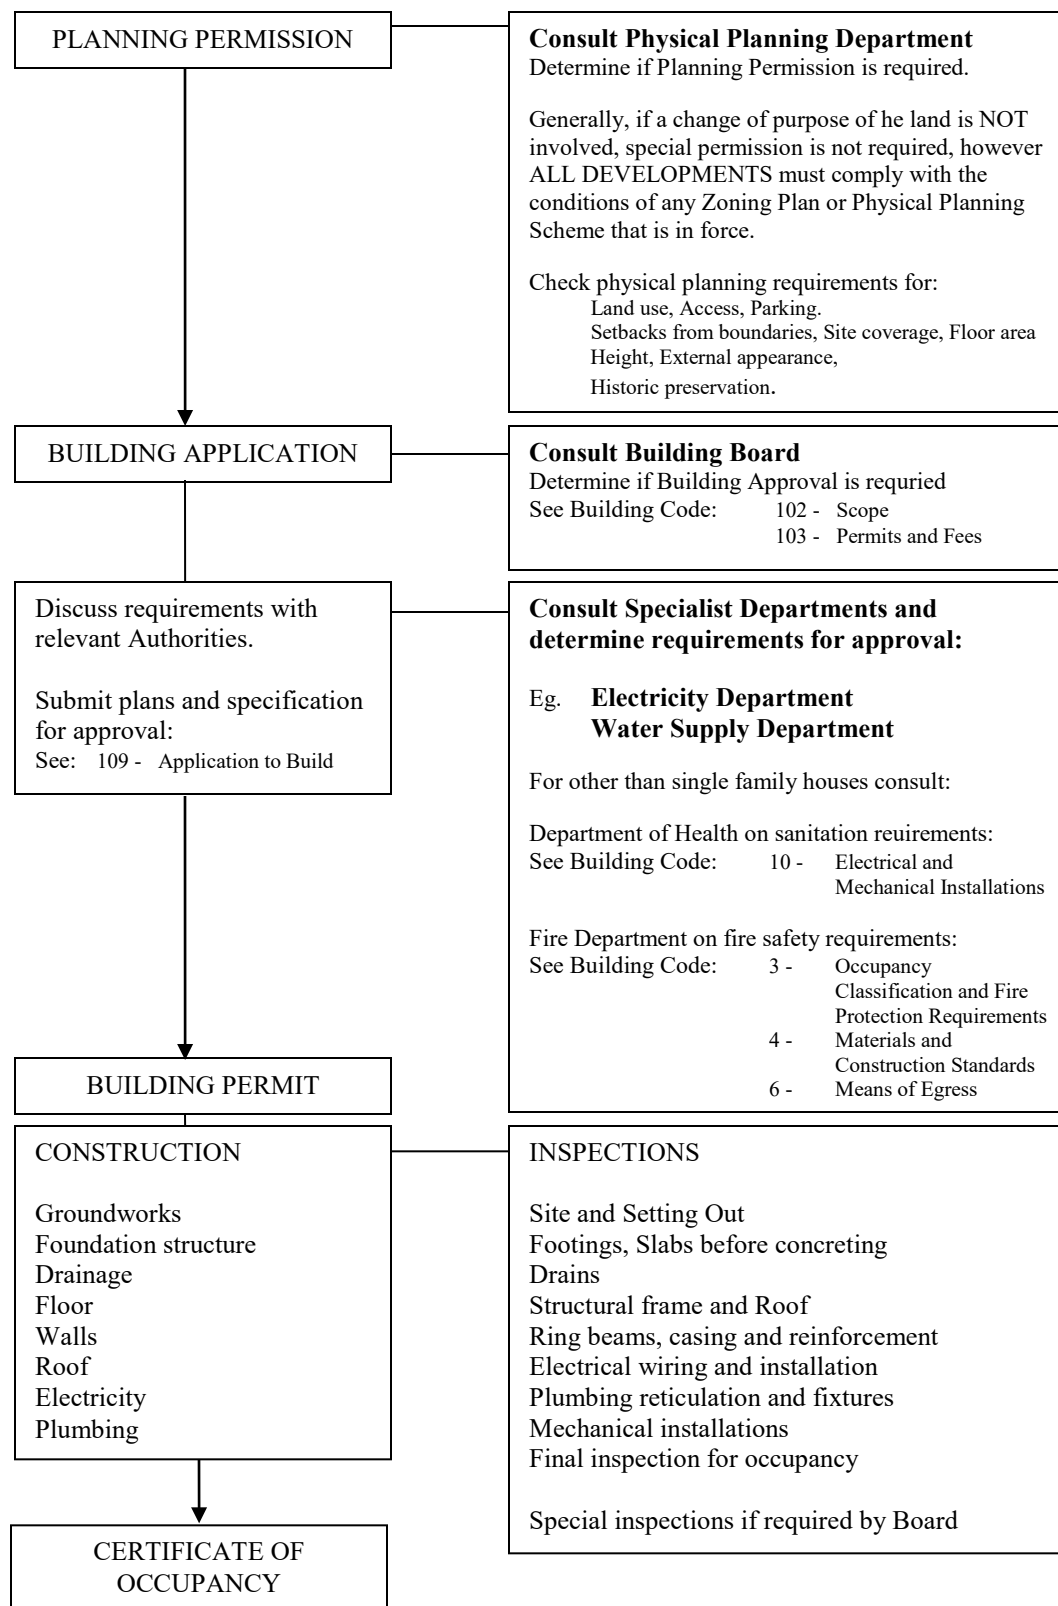 PLANNING PERMISSION
Consult Physical Planning Department
Determine if Planning Permission is required.
Generally, if a change of purpose of he land is NOT
involved, special permission is not required, however
ALL DEVELOPMENTS must comply with the
conditions of any Zoning Plan or Physical Planning
Scheme that is in force.
Check physical planning requirements for:
Land use, Access, Parking.
Setbacks from boundaries, Site coverage, Floor area
Height, External appearance,
Historic preservation.
BUILDING APPLICATION
Consult Building Board
Determine if Building Approval is requried
See Building Code: 102 - Scope
103 - Permits and Fees
Discuss requirements with
relevant Authorities.
Submit plans and specification
for approval:
See: 109 - Application to Build
Consult Specialist Departments and
determine requirements for approval:
Eg. Electricity Department
Water Supply Department
For other than single family houses consult:
Department of Health on sanitation reuirements:
See Building Code: 10 - Electrical and
Mechanical Installations
Fire Department on fire safety requirements:
See Building Code: 3 - Occupancy
Classification and Fire
Protection Requirements
4 - Materials and
Construction Standards
6 - Means of Egress
BUILDING PERMIT
CONSTRUCTION
Groundworks
Foundation structure
Drainage
Floor
Walls
Roof
Electricity
Plumbing
INSPECTIONS
Site and Setting Out
Footings, Slabs before concreting
Drains
Structural frame and Roof
Ring beams, casing and reinforcement
Electrical wiring and installation
Plumbing reticulation and fixtures
Mechanical installations
Final inspection for occupancy
Special inspections if required by Board
CERTIFICATE OF
OCCUPANCY